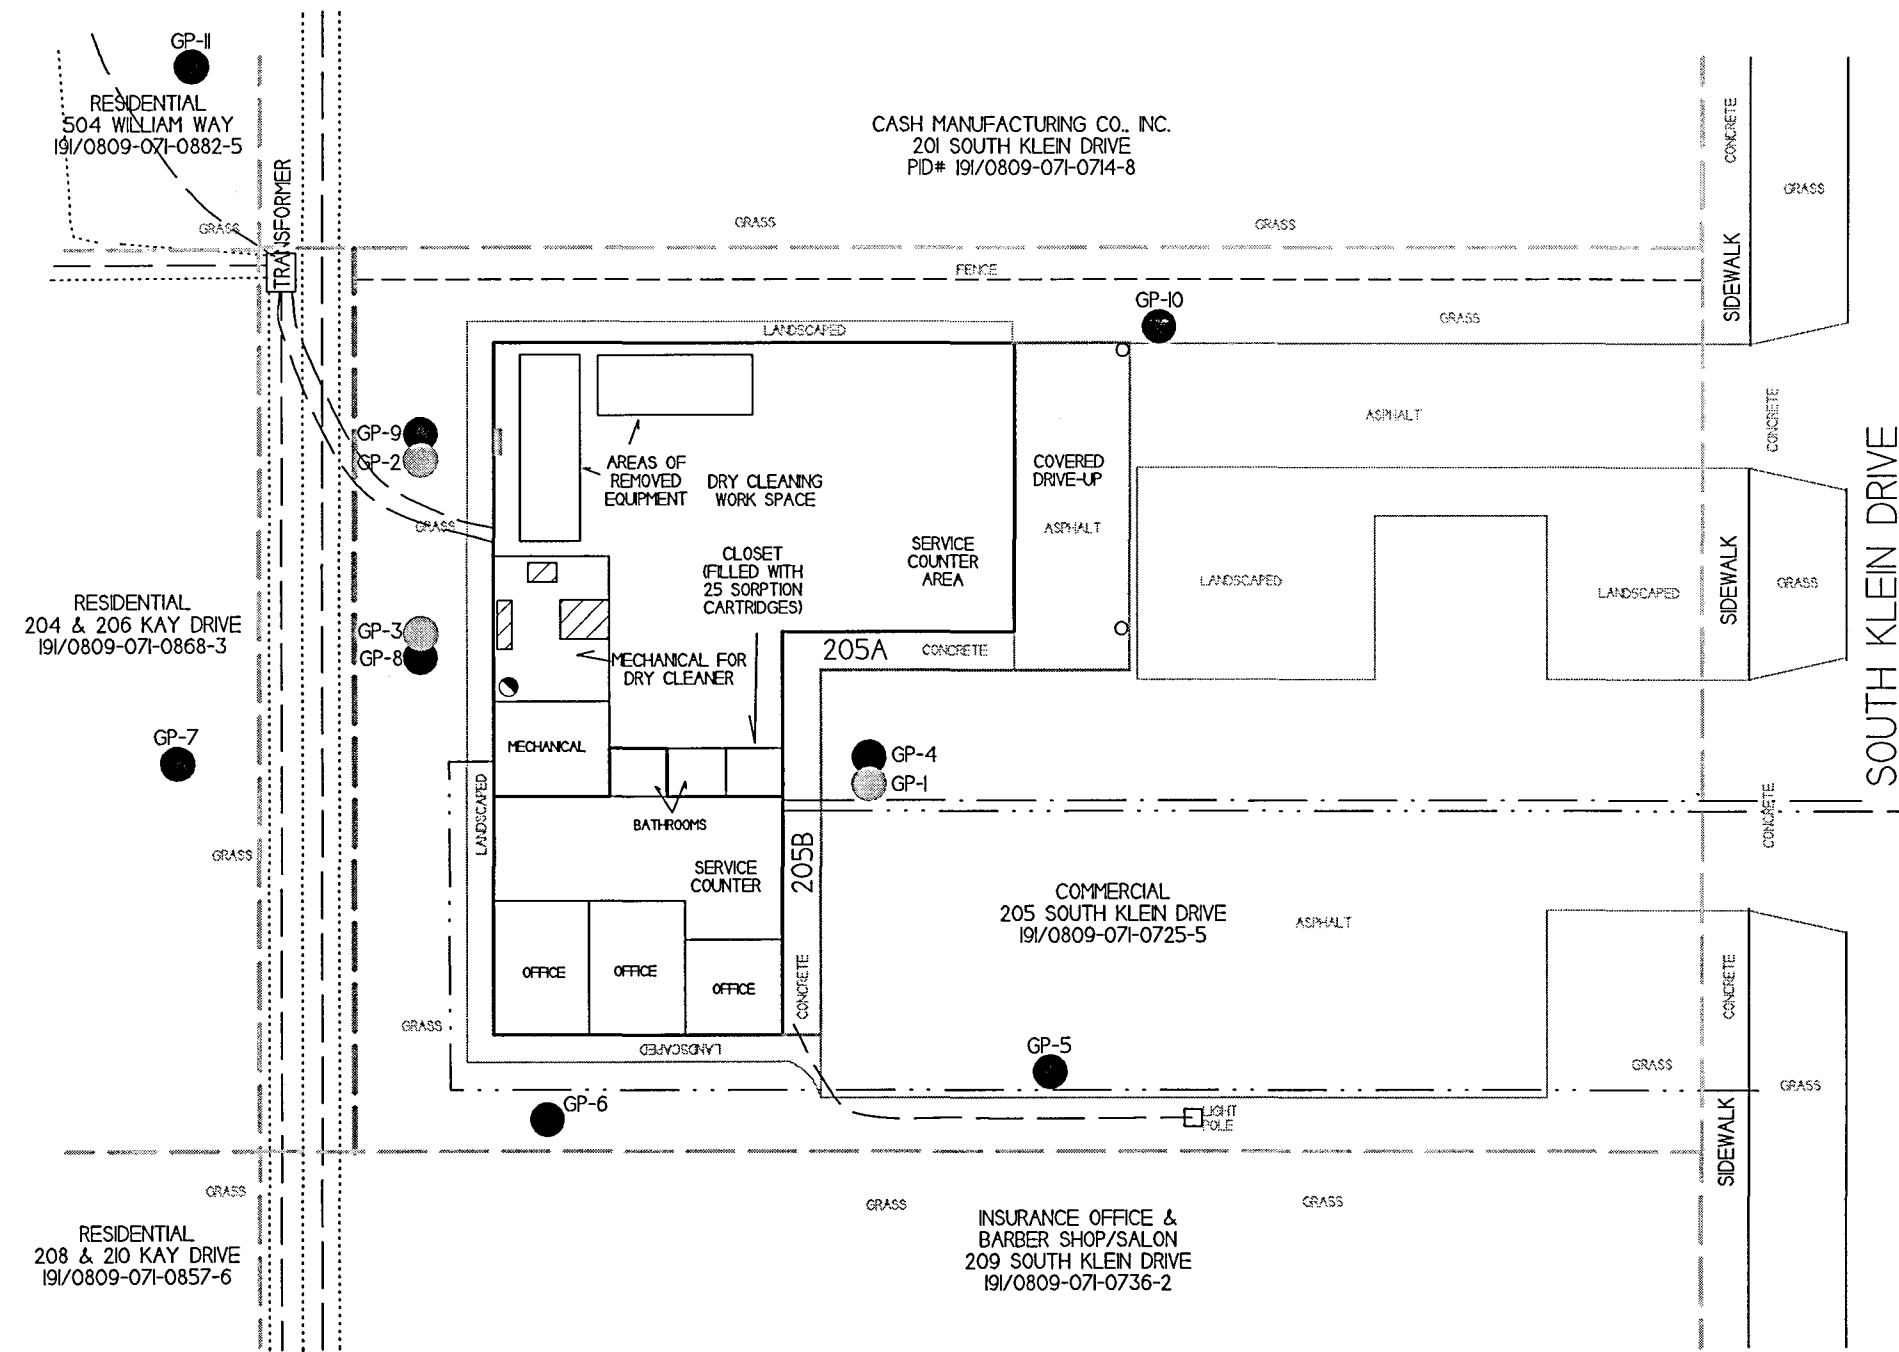 GP-11
RESIDENTIAL
504 WILLIAM WAY
191/0809-071-0882-5
GRASS
TRANSFORMER
CASH MANUFACTURING CO., INC.
201 SOUTH KLEIN DRIVE
PID# 191/0809-071-0714-8
GRASS
GRASS
FENCE
CONCRETE
GRASS
SIDEWALK
GP-10
GRASS
LANDSCAPED
GP-9
GP-2
GRASS
AREAS OF
REMOVED
EQUIPMENT
DRY CLEANING
WORK SPACE
COVERED
DRIVE-UP
ASPHALT
ASPHALT
CONCRETE
SOUTH KLEIN DRIVE
CLOSET
(FILLED WITH
25 SORPTION
CARTRIDGES)
SERVICE
COUNTER
AREA
LANDSCAPED
LANDSCAPED
SIDEWALK
GRASS
RESIDENTIAL
204 & 206 KAY DRIVE
191/0809-071-0868-3
GP-3
GP-8
MECHANICAL FOR
DRY CLEANER
205A
CONCRETE
GP-7
MECHANICAL
GP-4
GP-1
LANDSCAPED
BATHROOMS
CONCRETE
GRASS
SERVICE
COUNTER
205B
COMMERCIAL
205 SOUTH KLEIN DRIVE
191/0809-071-0725-5
ASPHALT
OFFICE
OFFICE
OFFICE
CONCRETE
CONCRETE
GRASS
LANDSCAPED
GP-5
GRASS
GRASS
GP-6
LIGHT
POLE
SIDEWALK
GRASS
GRASS
GRASS
RESIDENTIAL
208 & 210 KAY DRIVE
191/0809-071-0857-6
INSURANCE OFFICE &
BARBER SHOP/SALON
209 SOUTH KLEIN DRIVE
191/0809-071-0736-2